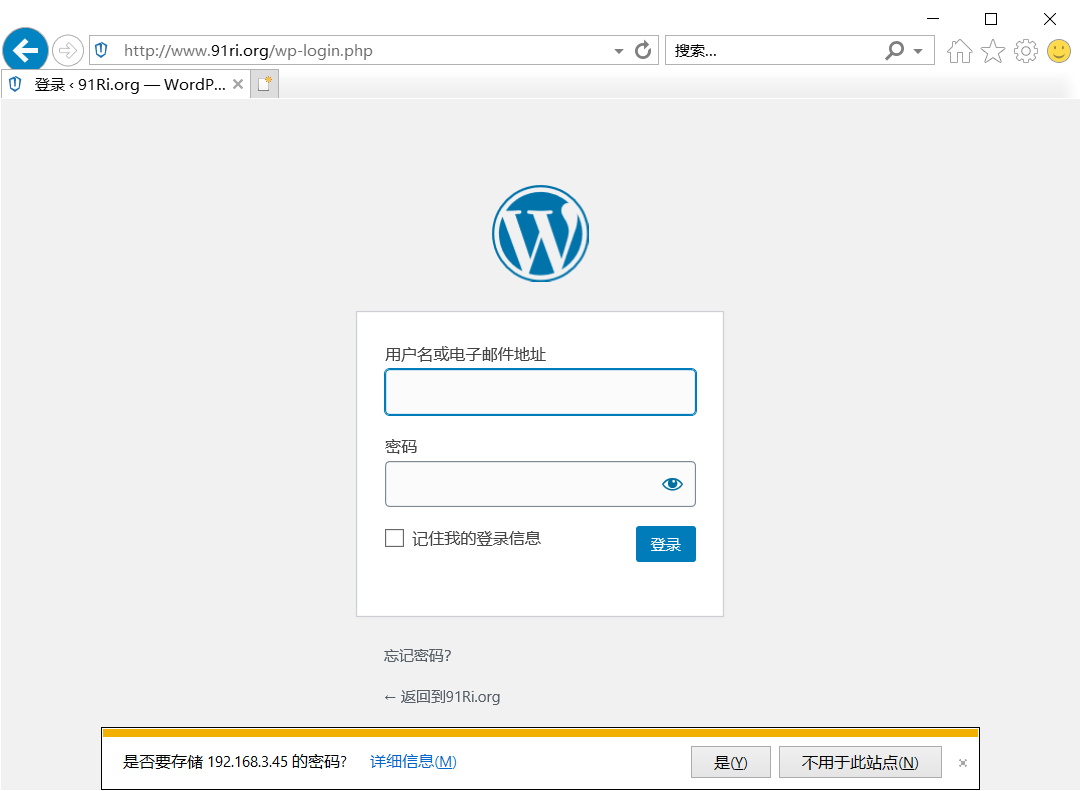 http://www.91ri.org/wp-login.php
搜索...
登录 ‹ 91Ri.org — WordP...
用户名或电子邮件地址
密码
记住我的登录信息
登录
忘记密码?
← 返回到91Ri.org
是否要存储 192.168.3.45 的密码? 详细信息(M) 是(Y) 不用于此站点(N)